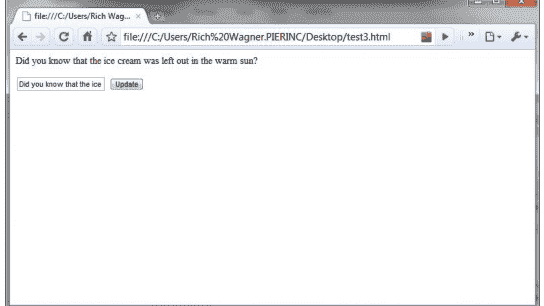 file:///C:/Users/Rich Wag...
file:///C:/Users/Rich%20Wagner.PIERINC/Desktop/test3.html
Did you know that the ice cream was left out in the warm sun?
Did you know that the ice Update